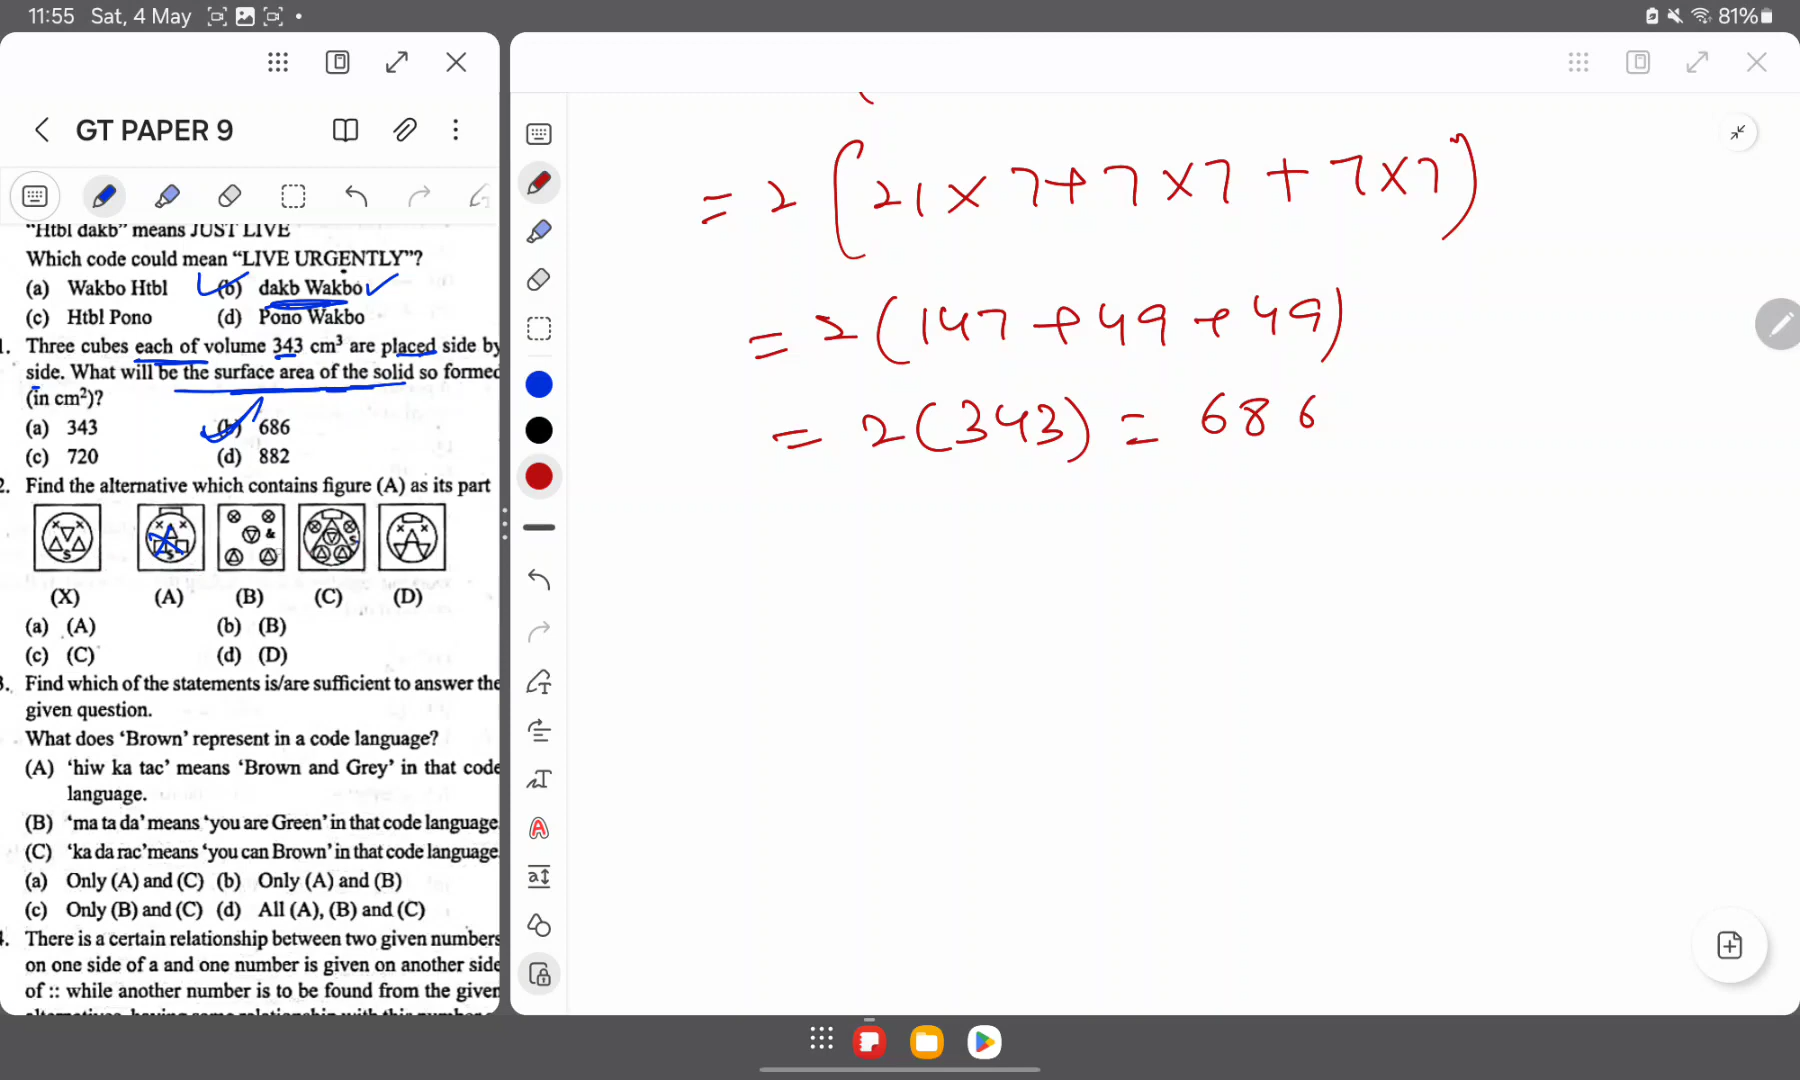 11:55 Sat, 4 May
81%
GT PAPER 9
"Htbl dakb" means JUST LIVE
Which code could mean "LIVE URGENTLY"?
(a) Wakbo Htbl (b) dakb Wakbo
(c) Htbl Pono (d) Pono Wakbo
1. Three cubes each of volume 343 cm³ are placed side by
side. What will be the surface area of the solid so formed
(in cm²)?
(a) 343 (b) 686
(c) 720 (d) 882
2. Find the alternative which contains figure (A) as its part
(X) (A) (B) (C) (D)
(a) (A) (b) (B)
(c) (C) (d) (D)
3. Find which of the statements is/are sufficient to answer the
given question.
What does 'Brown' represent in a code language?
(A) 'hiw ka tac' means 'Brown and Grey' in that code
language.
(B) 'ma ta da' means 'you are Green' in that code language
(C) 'ka da rac' means 'you can Brown' in that code language
(a) Only (A) and (C) (b) Only (A) and (B)
(c) Only (B) and (C) (d) All (A), (B) and (C)
4. There is a certain relationship between two given numbers
on one side of a and one number is given on another side
of :: while another number is to be found from the given
= 2 (21 × 7 + 7 × 7 + 7 × 7)
= 2 (147 + 49 + 49)
= 2 (343) = 686